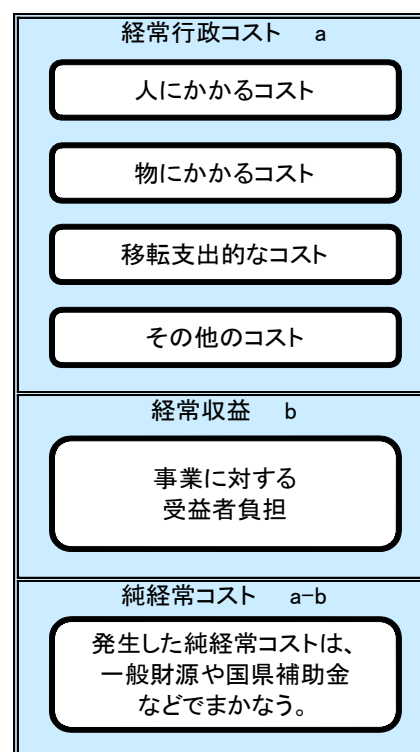 経常行政コスト　a
人にかかるコスト
物にかかるコスト
移転支出的なコスト
その他のコスト
経常収益　b
事業に対する
受益者負担
純経常コスト　a-b
発生した純経常コストは、
一般財源や国県補助金
などでまかなう。